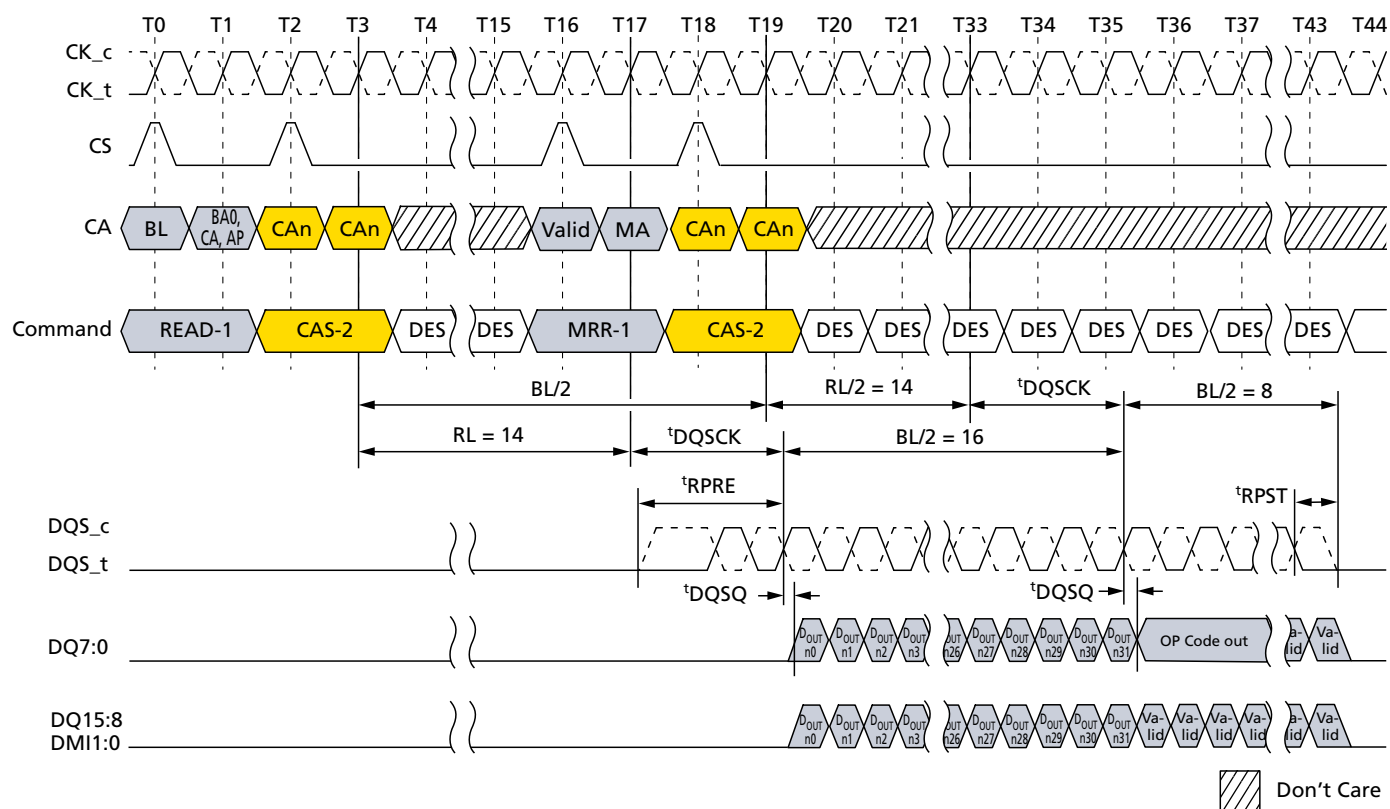 T0 T1 T2 T3 T4 T15 T16 T17 T18 T19 T20 T21 T33 T34 T35 T36 T37 T43 T44
CK_c
CK_t
CS
CA BL BA0, CA, AP CAn CAn Valid MA CAn CAn
Command READ-1 CAS-2 DES DES MRR-1 CAS-2 DES DES DES DES DES DES DES DES
BL/2 RL/2 = 14 tDQSCK BL/2 = 8
RL = 14 tDQSCK BL/2 = 16
tRPRE tRPST
DQS_c
DQS_t
tDQSQ tDQSQ
DQ7:0 DOUT n0 DOUT n1 DOUT n2 DOUT n3 OUT n26 DOUT n27 DOUT n28 DOUT n29 DOUT n30 DOUT n31 OP Code out a-lid Va-lid
DQ15:8
DMI1:0 DOUT n0 DOUT n1 DOUT n2 DOUT n3 OUT n26 DOUT n27 DOUT n28 DOUT n29 DOUT n30 DOUT n31 Va-lid Va-lid Va-lid Va-lid a-lid Va-lid
Don't Care